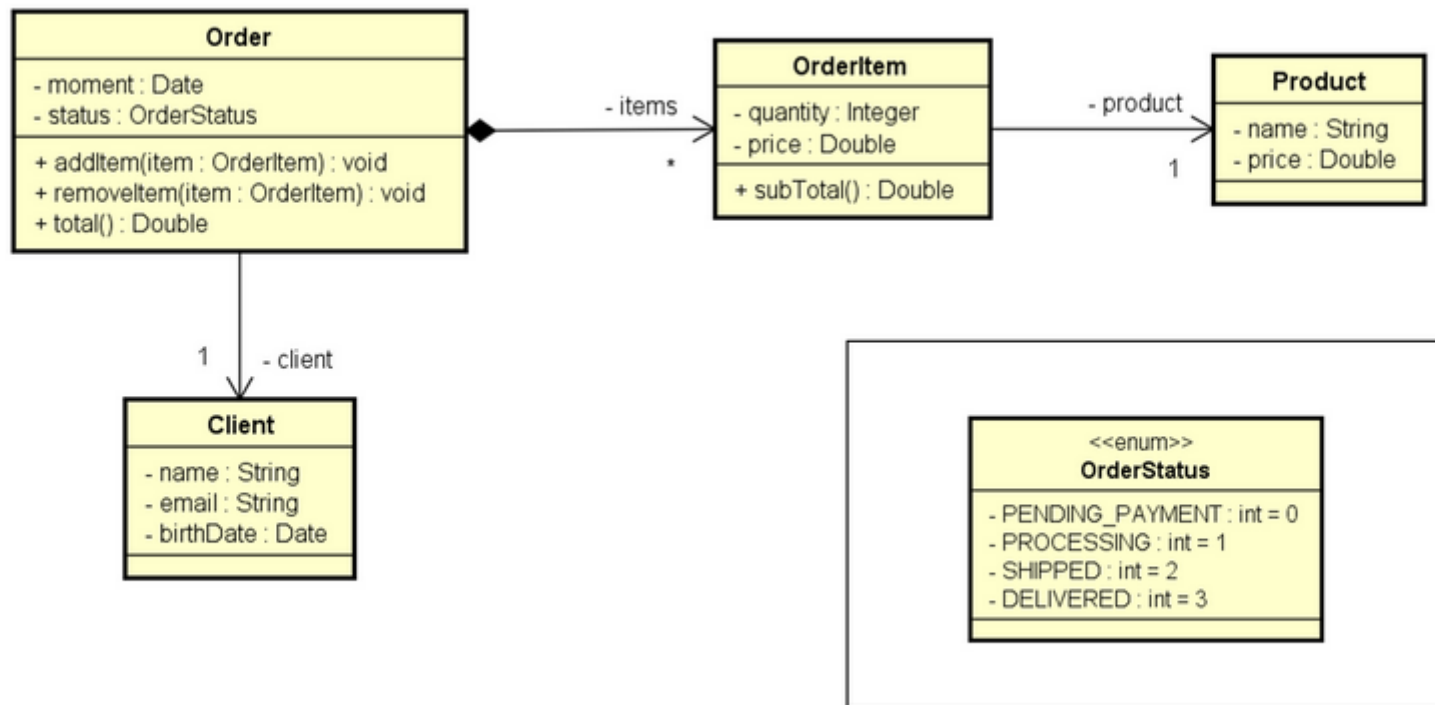 Order
- moment : Date
- status : OrderStatus
+ addItem(item : OrderItem) : void
+ removeItem(item : OrderItem) : void
+ total() : Double
- items
*
OrderItem
- quantity : Integer
- price : Double
+ subTotal() : Double
- product
1
Product
- name : String
- price : Double
1
- client
Client
- name : String
- email : String
- birthDate : Date
<<enum>>
OrderStatus
- PENDING_PAYMENT : int = 0
- PROCESSING : int = 1
- SHIPPED : int = 2
- DELIVERED : int = 3